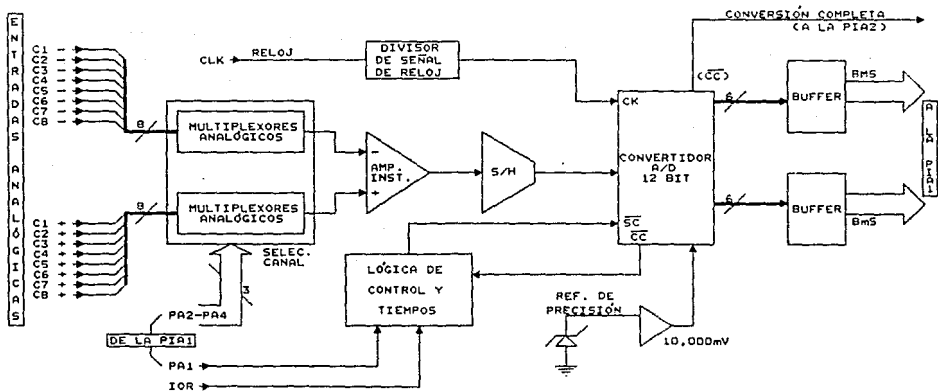 ENTRADAS ANALÓGICAS
C1 -
C2 -
C3 -
C4 -
C5 -
C6 -
C7 -
C8 -
C1 +
C2 +
C3 +
C4 +
C5 +
C6 +
C7 +
C8 +
8
8
MULTIPLEXORES
ANALÓGICOS
MULTIPLEXORES
ANALÓGICOS
SELEC.
CANAL
3
PA2-PA4
DE LA PIA1
PA1
IOR
CLK
RELOJ
DIVISOR
DE SEÑAL
DE RELOJ
-
AMP.
INST.
+
S/H
LÓGICA DE
CONTROL Y
TIEMPOS
CK
CONVERTIDOR
A/D
12 BIT
SC
CC
(CC)
CONVERSIÓN COMPLETA
(A LA PIA2)
6
BUFFER
BMS
6
BUFFER
BmS
A LA PIA1
REF. DE
PRECISIÓN
10,000mV